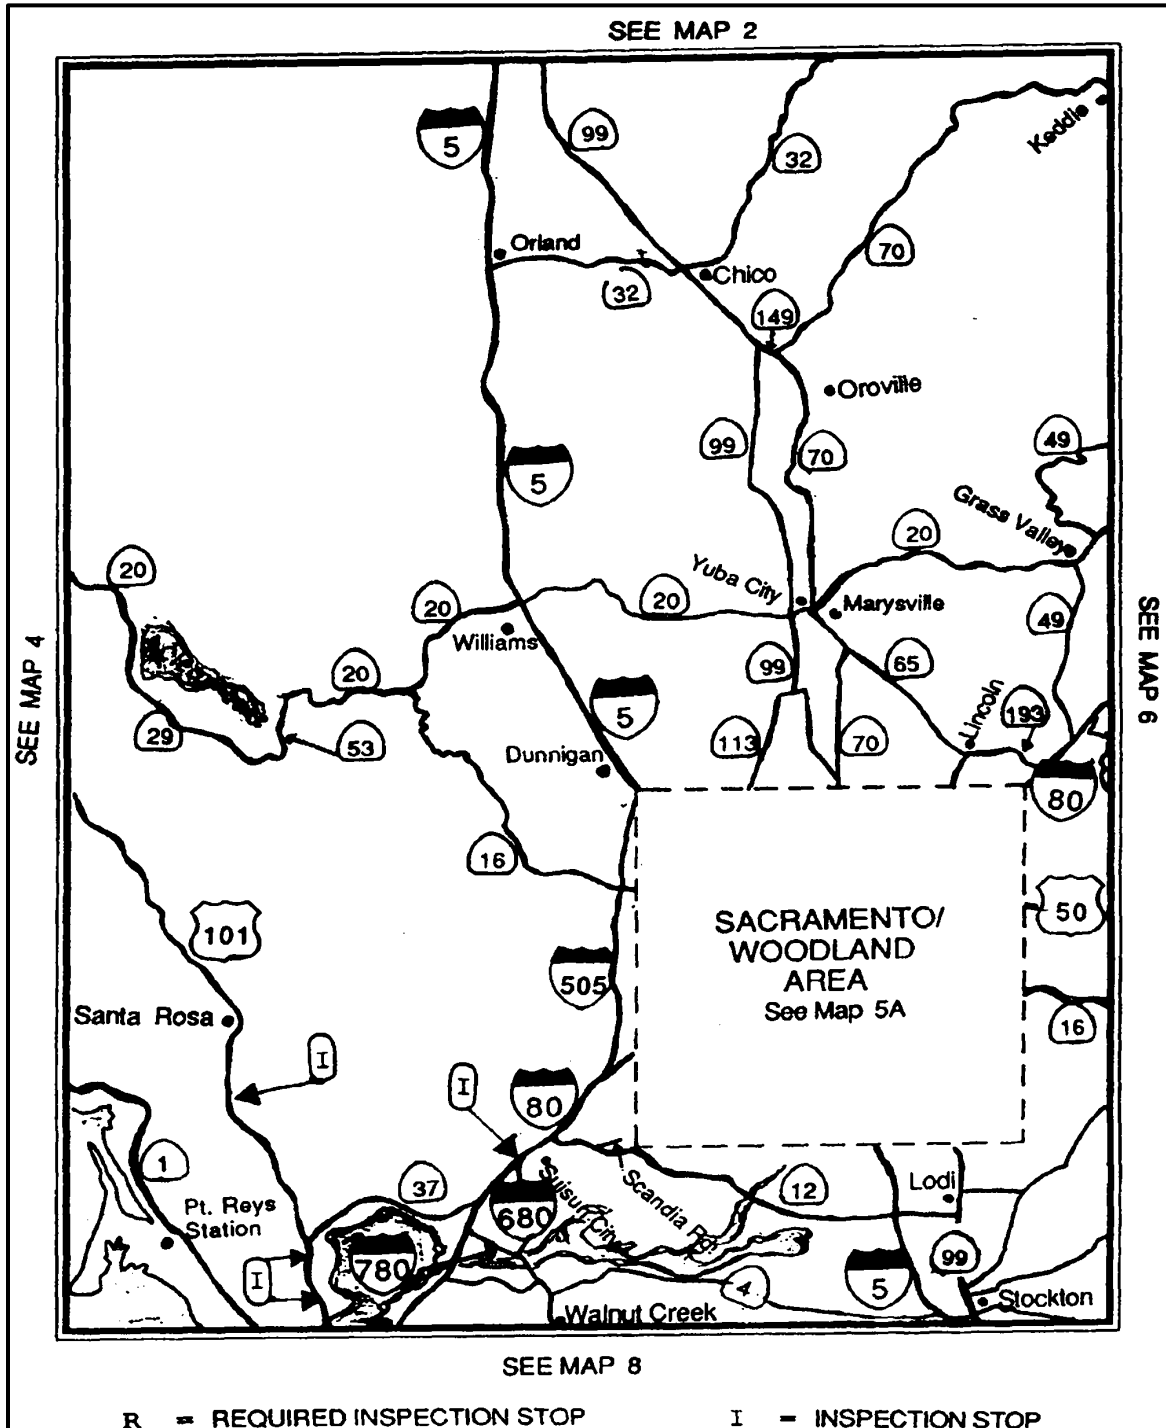 SEE MAP 2
5
99
32
Keddie
70
Orland
Chico
32
149
Oroville
99
70
49
5
Grass Valley
20
20
Yuba City
20
20
Marysville
49
Williams
SEE MAP 4
SEE MAP 6
20
99
65
Lincoln
193
29
53
5
113
70
Dunnigan
80
16
101
SACRAMENTO/
WOODLAND
AREA
See Map 5A
50
505
Santa Rosa
16
I
I
80
1
37
Suisun City
Scandia Rd.
12
Lodi
Pt. Reys
Station
680
780
I
4
5
99
Stockton
Walnut Creek
SEE MAP 8
R = REQUIRED INSPECTION STOP
I = INSPECTION STOP